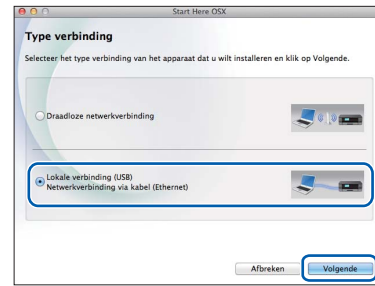 Start Here OSX
Type verbinding
Selecteer het type verbinding van het apparaat dat u wilt installeren en klik op Volgende.
Draadloze netwerkverbinding
Lokale verbinding (USB)
Netwerkverbinding via kabel (Ethernet)
Afbreken
Volgende